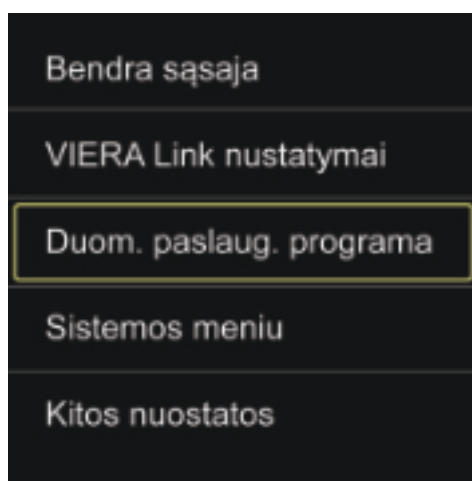 Bendra sąsaja
VIERA Link nustatymai
Duom. paslaug. programa
Sistemos meniu
Kitos nuostatos